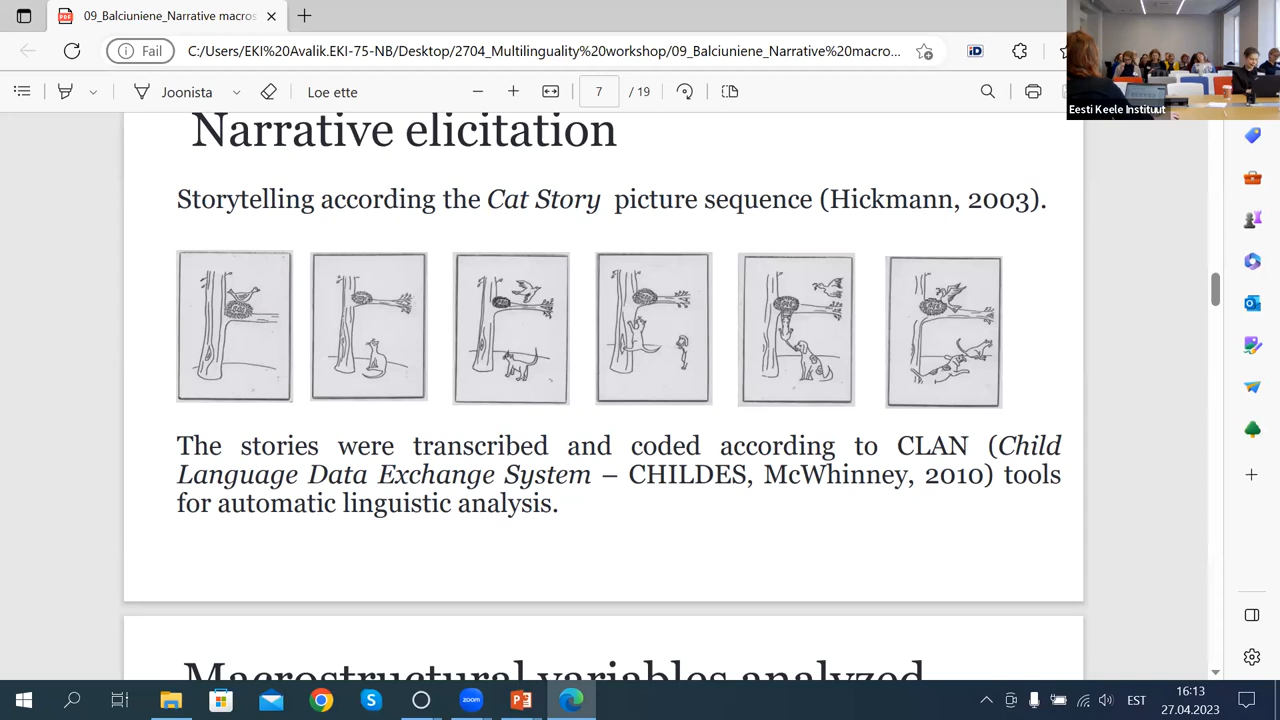 09_Balciuniene_Narrative macros
Fail
C:/Users/EKI%20Avalik.EKI-75-NB/Desktop/2704_Multilinguality%20workshop/09_Balciuniene_Narrative%20macro...
iD
Joonista
Loe ette
7
/ 19
Eesti Keele Instituut
Narrative elicitation
Storytelling according the Cat Story picture sequence (Hickmann, 2003).
The stories were transcribed and coded according to CLAN (Child
Language Data Exchange System – CHILDES, McWhinney, 2010) tools
for automatic linguistic analysis.
Macrostructural variables analyzed
zoom
EST
16:13
27.04.2023